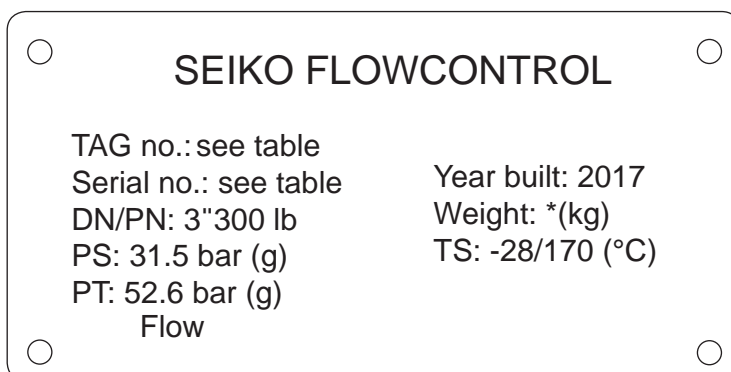 SEIKO FLOWCONTROL
TAG no.: see table
Serial no.: see table
DN/PN: 3"300 lb
PS: 31.5 bar (g)
PT: 52.6 bar (g)
Flow
Year built: 2017
Weight: *(kg)
TS: -28/170 (°C)